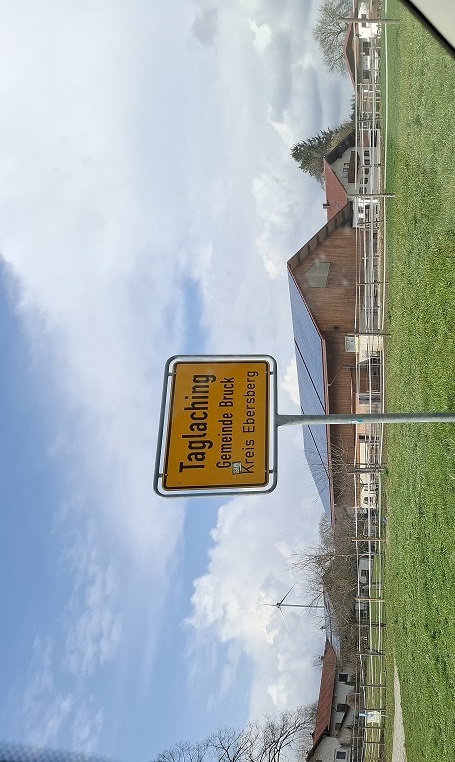 Taglaching
Gemeinde Bruck
Kreis Ebersberg